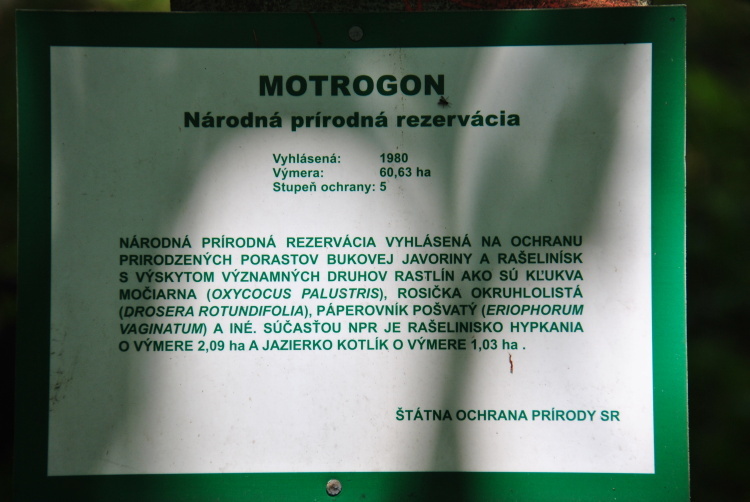 MOTROGON
Národná prírodná rezervácia
Vyhlásená: 1980
Výmera: 60,63 ha
Stupeň ochrany: 5
NÁRODNÁ PRÍRODNÁ REZERVÁCIA VYHLÁSENÁ NA OCHRANU
PRIRODZENÝCH PORASTOV BUKOVEJ JAVORINY A RAŠELINÍSK
S VÝSKYTOM VÝZNAMNÝCH DRUHOV RASTLÍN AKO SÚ KĽUKVA
MOČIARNA (OXYCOCUS PALUSTRIS), ROSIČKA OKRUHLOLISTÁ
(DROSERA ROTUNDIFOLIA), PÁPEROVNÍK POŠVATÝ (ERIOPHORUM
VAGINATUM) A INÉ. SÚČASŤOU NPR JE RAŠELINISKO HYPKANIA
O VÝMERE 2,09 ha A JAZIERKO KOTLÍK O VÝMERE 1,03 ha .
ŠTÁTNA OCHRANA PRÍRODY SR